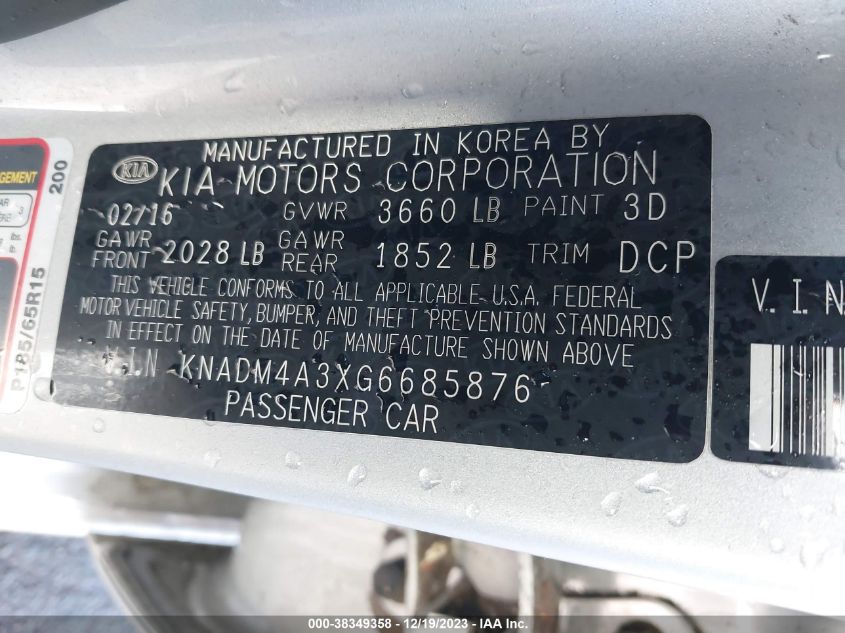 MANUFACTURED IN KOREA BY
KIA KIA MOTORS CORPORATION
02/16 GVWR 3660 LB PAINT 3D
GAWR FRONT 2028 LB GAWR REAR 1852 LB TRIM DCP
THIS VEHICLE CONFORMS TO ALL APPLICABLE U.S.A. FEDERAL
MOTOR VEHICLE SAFETY, BUMPER, AND THEFT PREVENTION STANDARDS
IN EFFECT ON THE DATE OF MANUFACTURE SHOWN ABOVE
V.I.N KNADM4A3XG6685876
PASSENGER CAR
200
P185/65R15
V.I.N
000-38349358 - 12/19/2023 - IAA Inc.